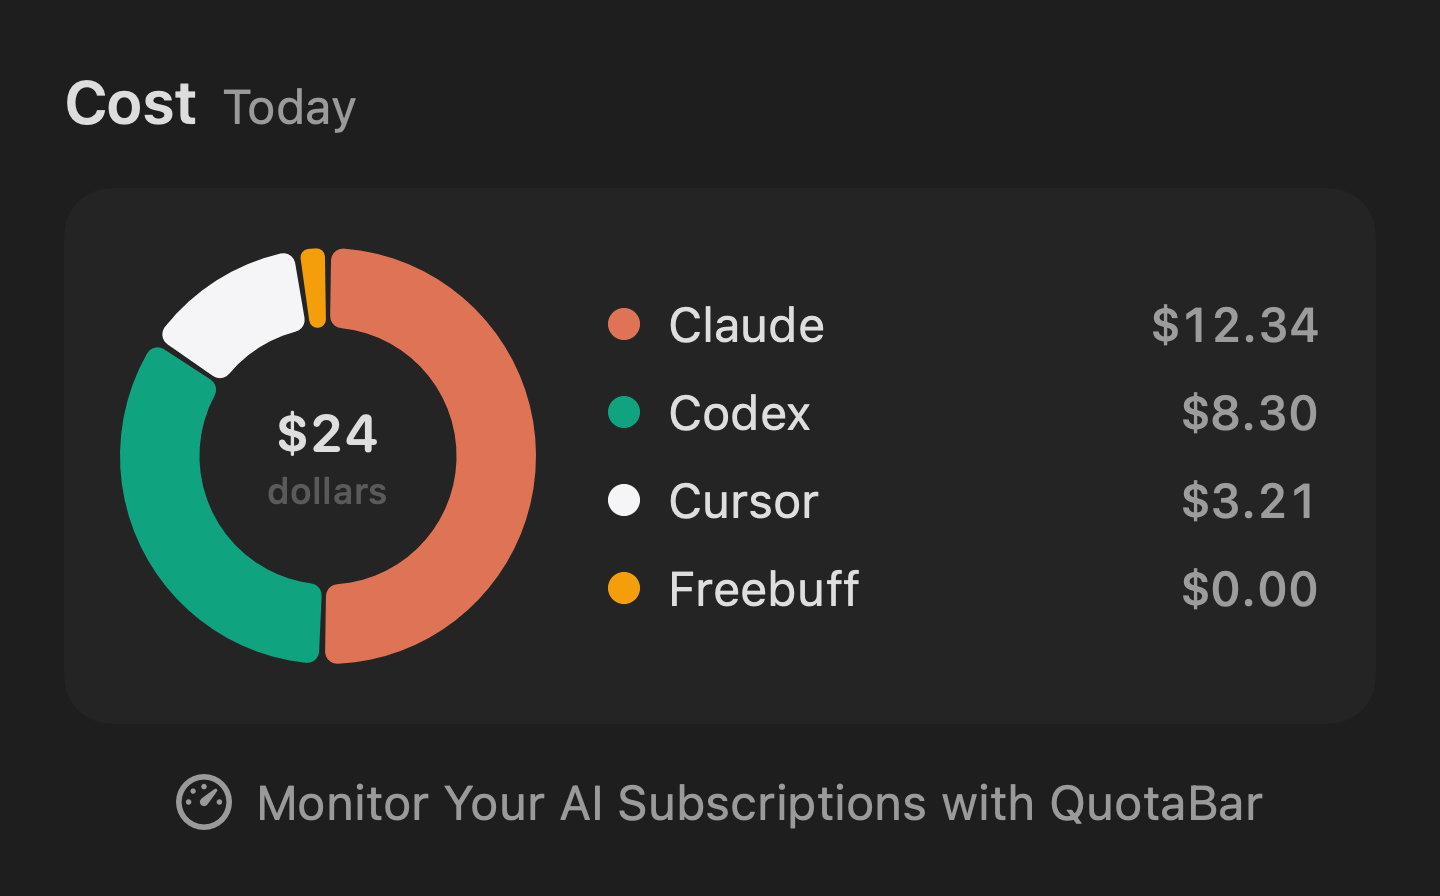 Cost Today
$24
dollars
Claude $12.34
Codex $8.30
Cursor $3.21
Freebuff $0.00
Monitor Your AI Subscriptions with QuotaBar